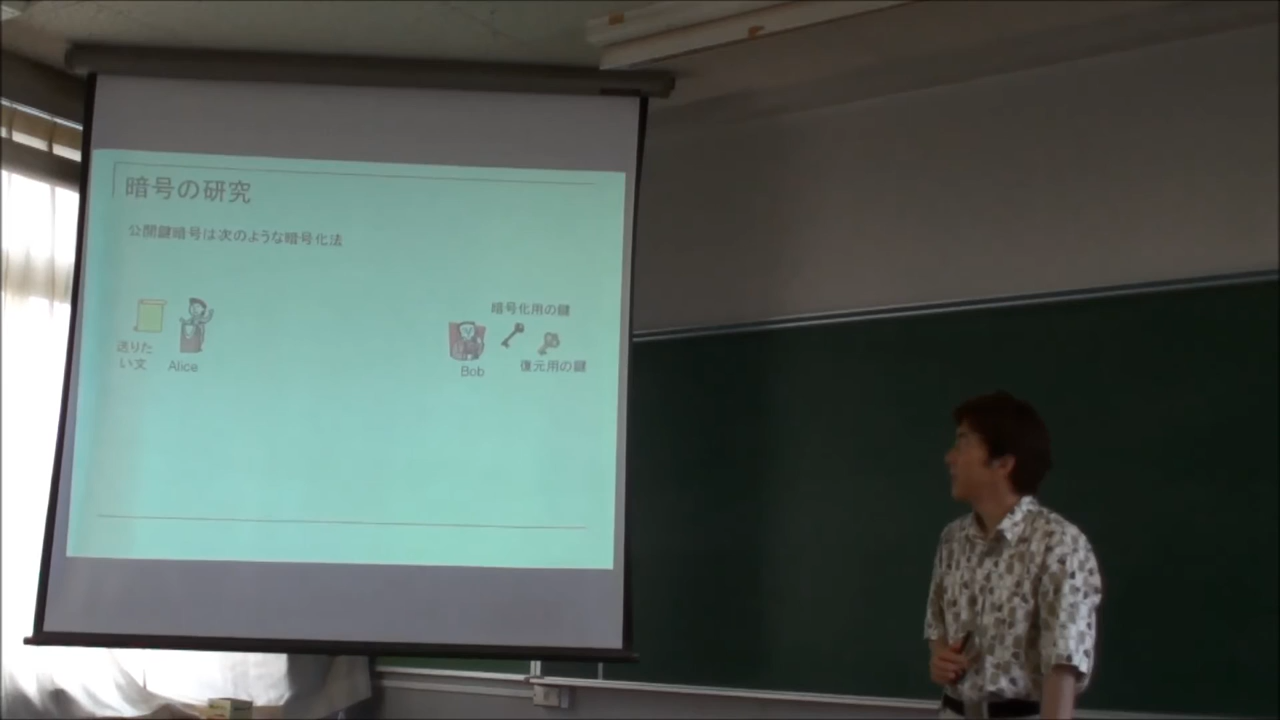 暗号の研究
公開鍵暗号は次のような暗号化法
暗号化用の鍵
送りた
い文
Alice
Bob
復元用の鍵